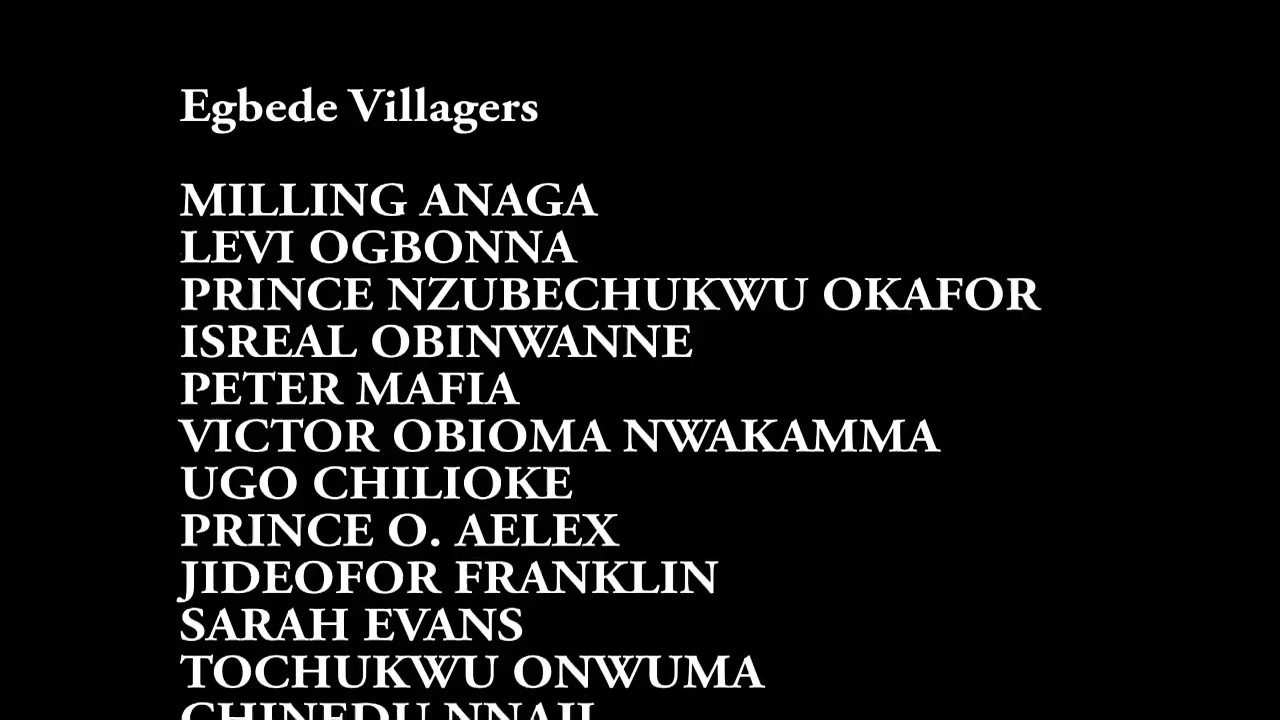 Egbede Villagers
MILLING ANAGA
LEVI OGBONNA
PRINCE NZUBECHUKWU OKAFOR
ISREAL OBINWANNE
PETER MAFIA
VICTOR OBIOMA NWAKAMMA
UGO CHILIOKE
PRINCE O. AELEX
JIDEOFOR FRANKLIN
SARAH EVANS
TOCHUKWU ONWUMA
CHINEDU